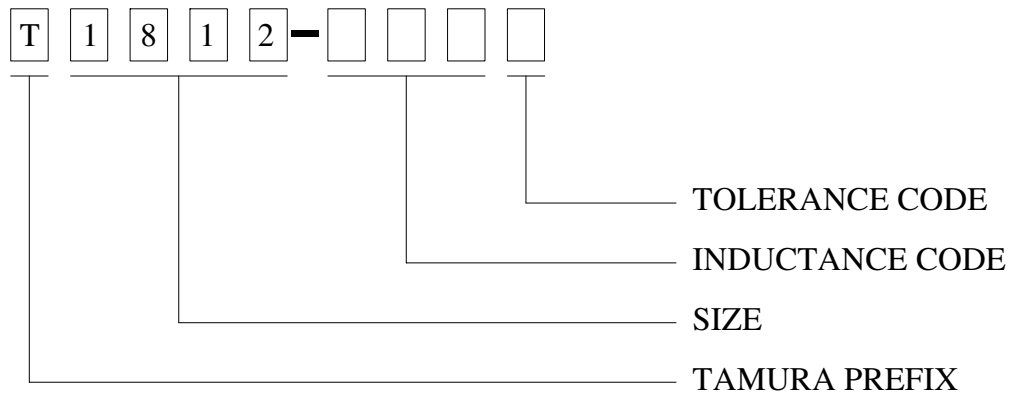 T 1 8 1 2 -
TOLERANCE CODE
INDUCTANCE CODE
SIZE
TAMURA PREFIX